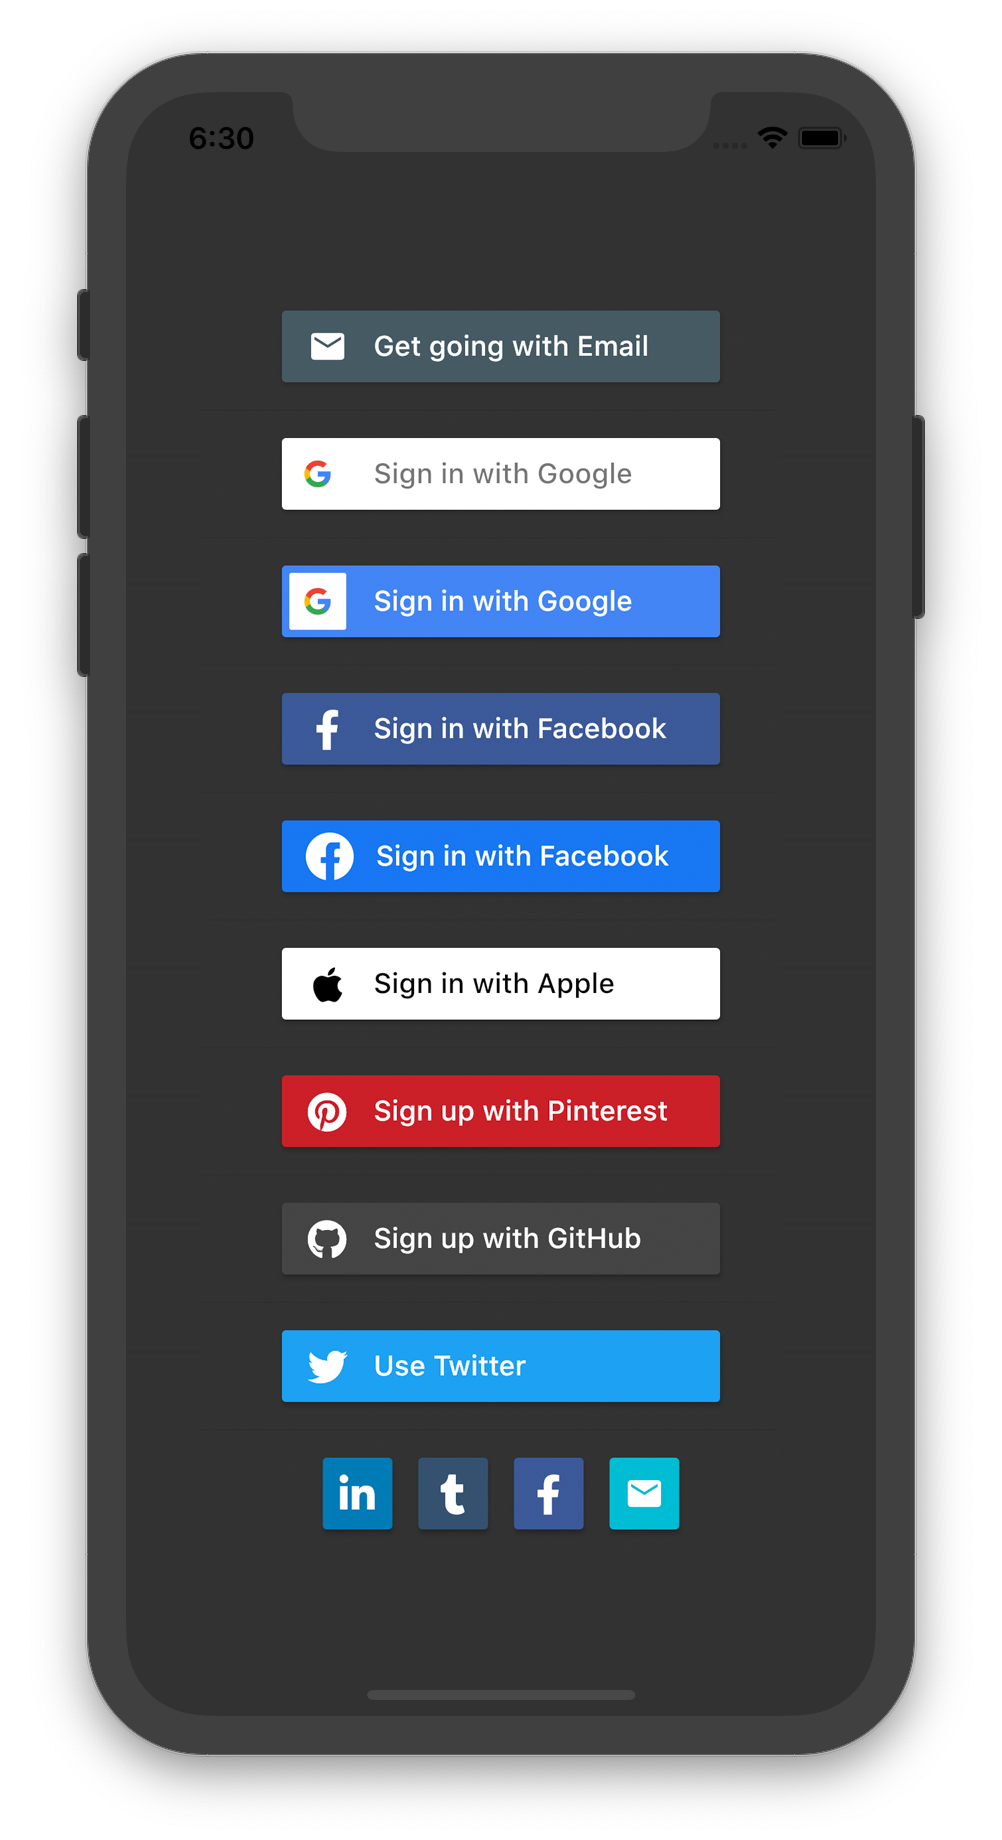 6:30
Get going with Email
Sign in with Google
Sign in with Google
Sign in with Facebook
Sign in with Facebook
Sign in with Apple
Sign up with Pinterest
Sign up with GitHub
Use Twitter
in t f